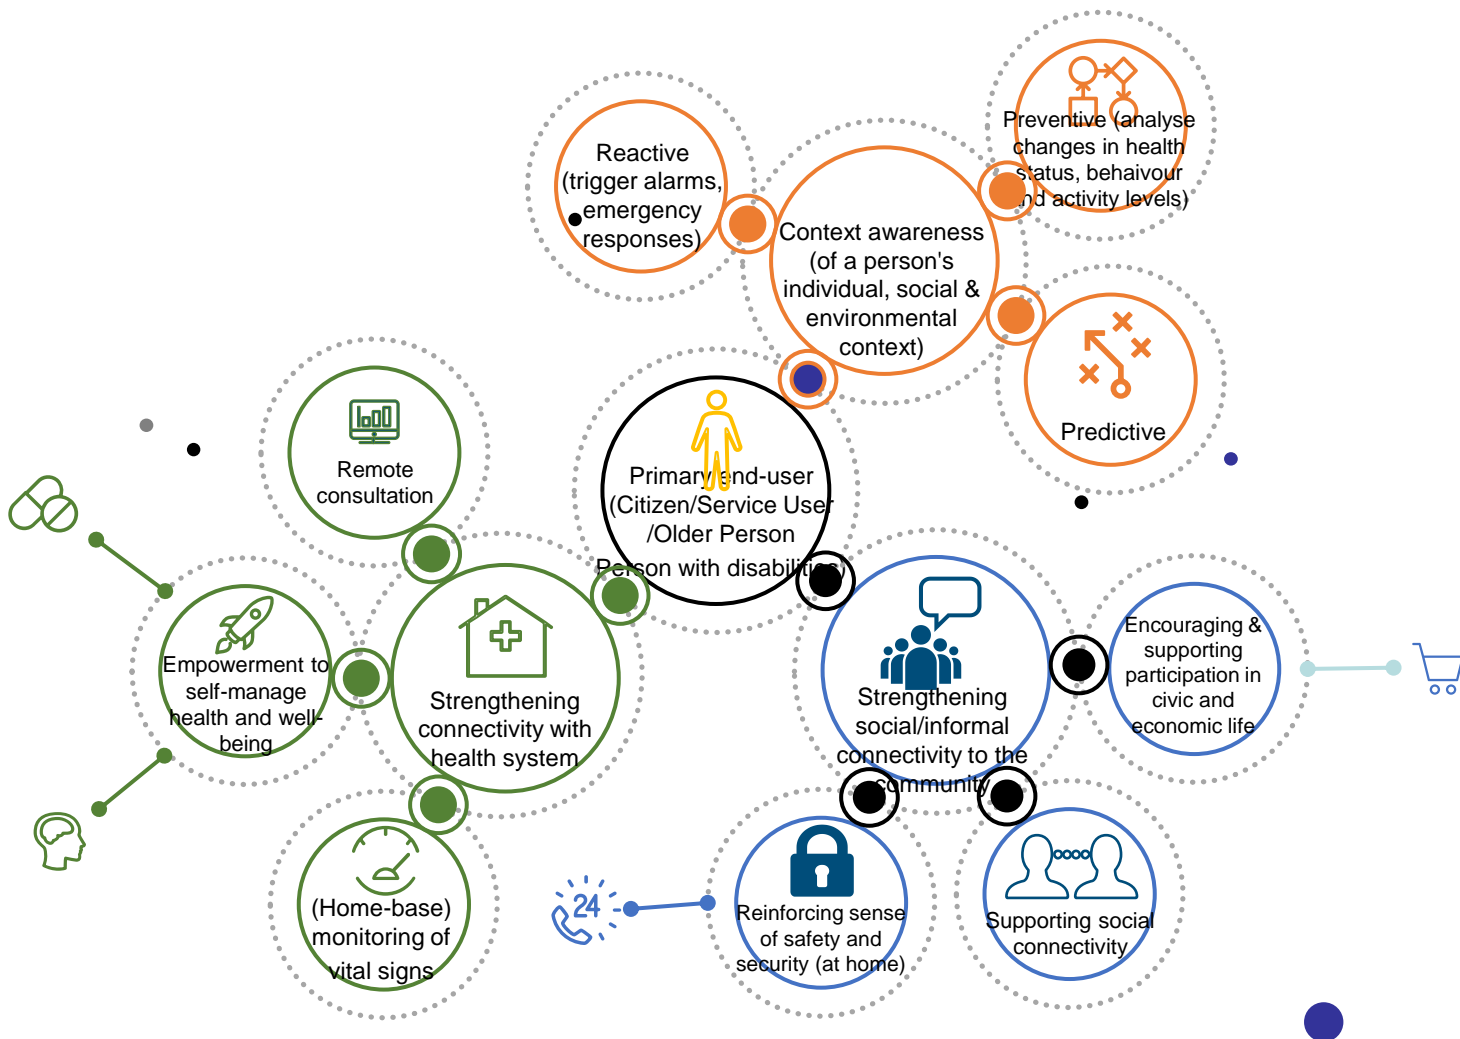 Preventive (analyse
changes in health
status, behaivour
and activity levels)
Reactive
(trigger alarms,
emergency
responses)
Context awareness
(of a person's
individual, social &
environmental
context)
Predictive
Remote
consultation
Primary end-user
(Citizen/Service User
/Older Person
Person with disabilities)
Empowerment to
self-manage
health and well-
being
Strengthening
connectivity with
health system
(Home-base)
monitoring of
vital signs
Strengthening
social/informal
connectivity to the
community
Encouraging &
supporting
participation in
civic and
economic life
24
Reinforcing sense
of safety and
security (at home)
Supporting social
connectivity